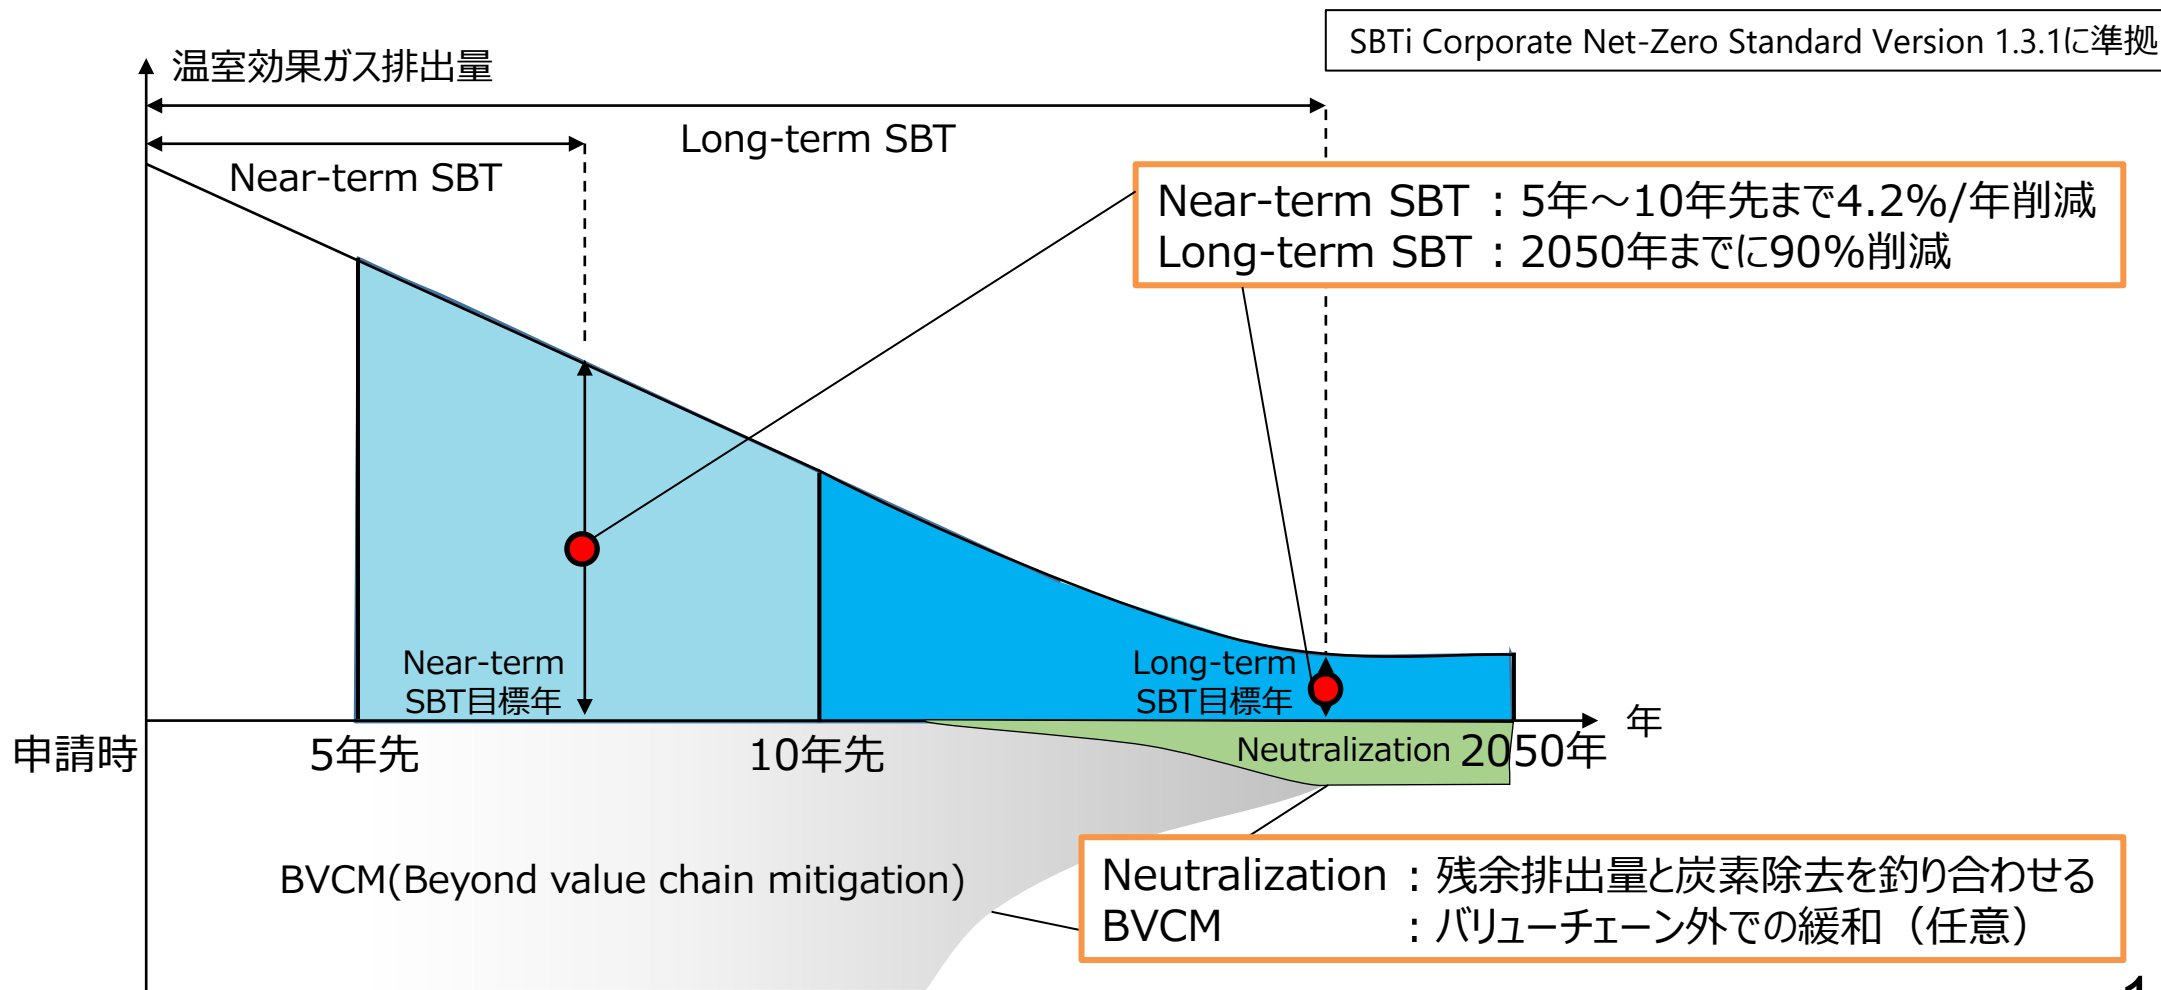 SBTi Corporate Net-Zero Standard Version 1.3.1に準拠
温室効果ガス排出量
Long-term SBT
Near-term SBT
Near-term SBT：5年～10年先まで4.2%/年削減
Long-term SBT：2050年までに90%削減
Near-term
SBT目標年
Long-term
SBT目標年
年
申請時
5年先
10年先
Neutralization
2050年
BVCM(Beyond value chain mitigation)
Neutralization：残余排出量と炭素除去を釣り合わせる
BVCM ：バリューチェーン外での緩和（任意）